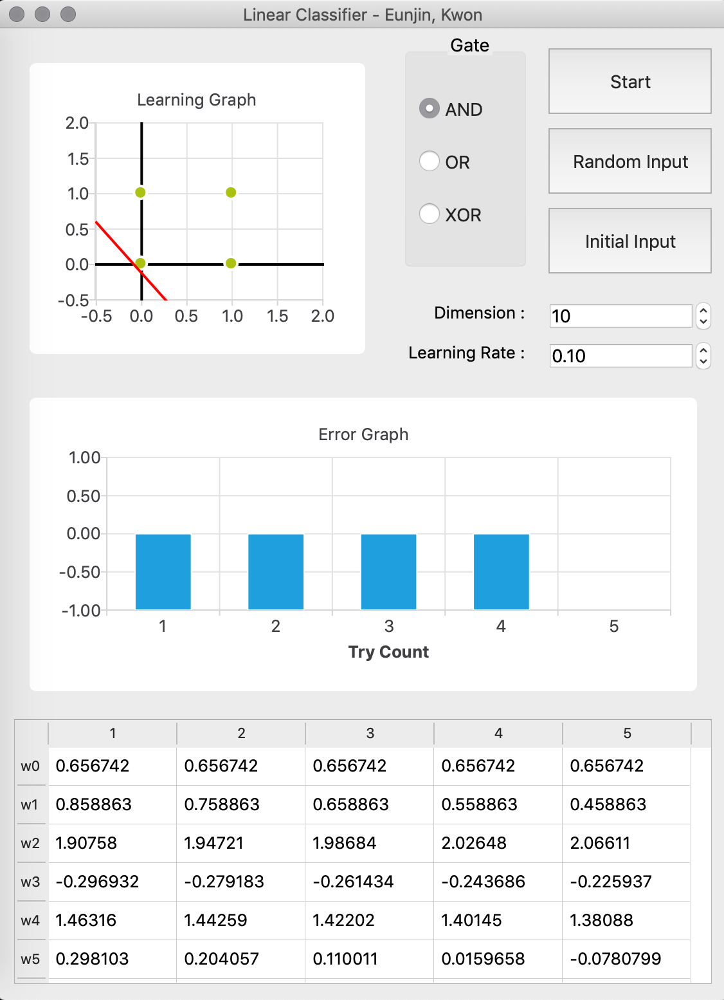 Linear Classifier - Eunjin, Kwon
Learning Graph
2.0
1.5
1.0
0.5
0.0
-0.5
-0.5 0.0 0.5 1.0 1.5 2.0
Gate
AND
OR
XOR
Start
Random Input
Initial Input
Dimension : 10
Learning Rate : 0.10
Error Graph
1.00
0.50
0.00
-0.50
-1.00
1 2 3 4 5
Try Count
1 2 3 4 5
w0 0.656742 0.656742 0.656742 0.656742 0.656742
w1 0.858863 0.758863 0.658863 0.558863 0.458863
w2 1.90758 1.94721 1.98684 2.02648 2.06611
w3 -0.296932 -0.279183 -0.261434 -0.243686 -0.225937
w4 1.46316 1.44259 1.42202 1.40145 1.38088
w5 0.298103 0.204057 0.110011 0.0159658 -0.0780799